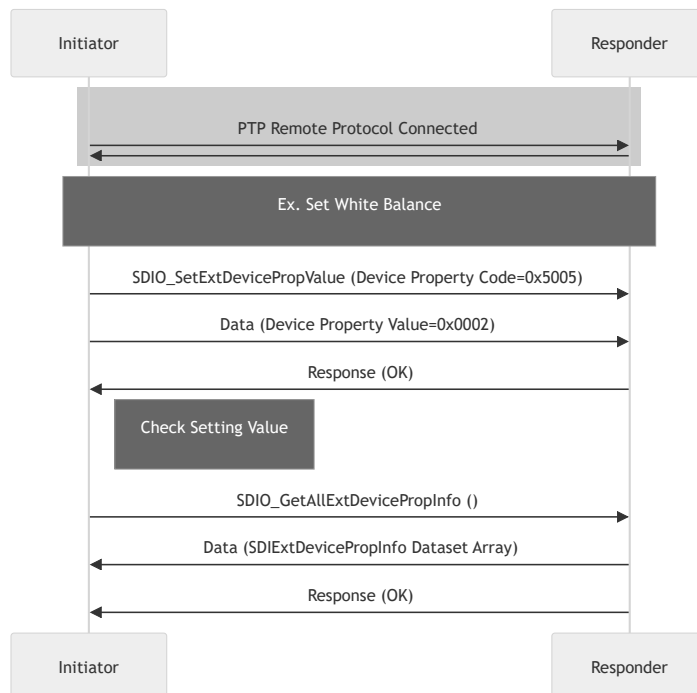 Initiator
Responder
PTP Remote Protocol Connected
Ex. Set White Balance
SDIO_SetExtDevicePropValue (Device Property Code=0x5005)
Data (Device Property Value=0x0002)
Response (OK)
Check Setting Value
SDIO_GetAllExtDevicePropInfo ()
Data (SDIExtDevicePropInfo Dataset Array)
Response (OK)
Initiator
Responder